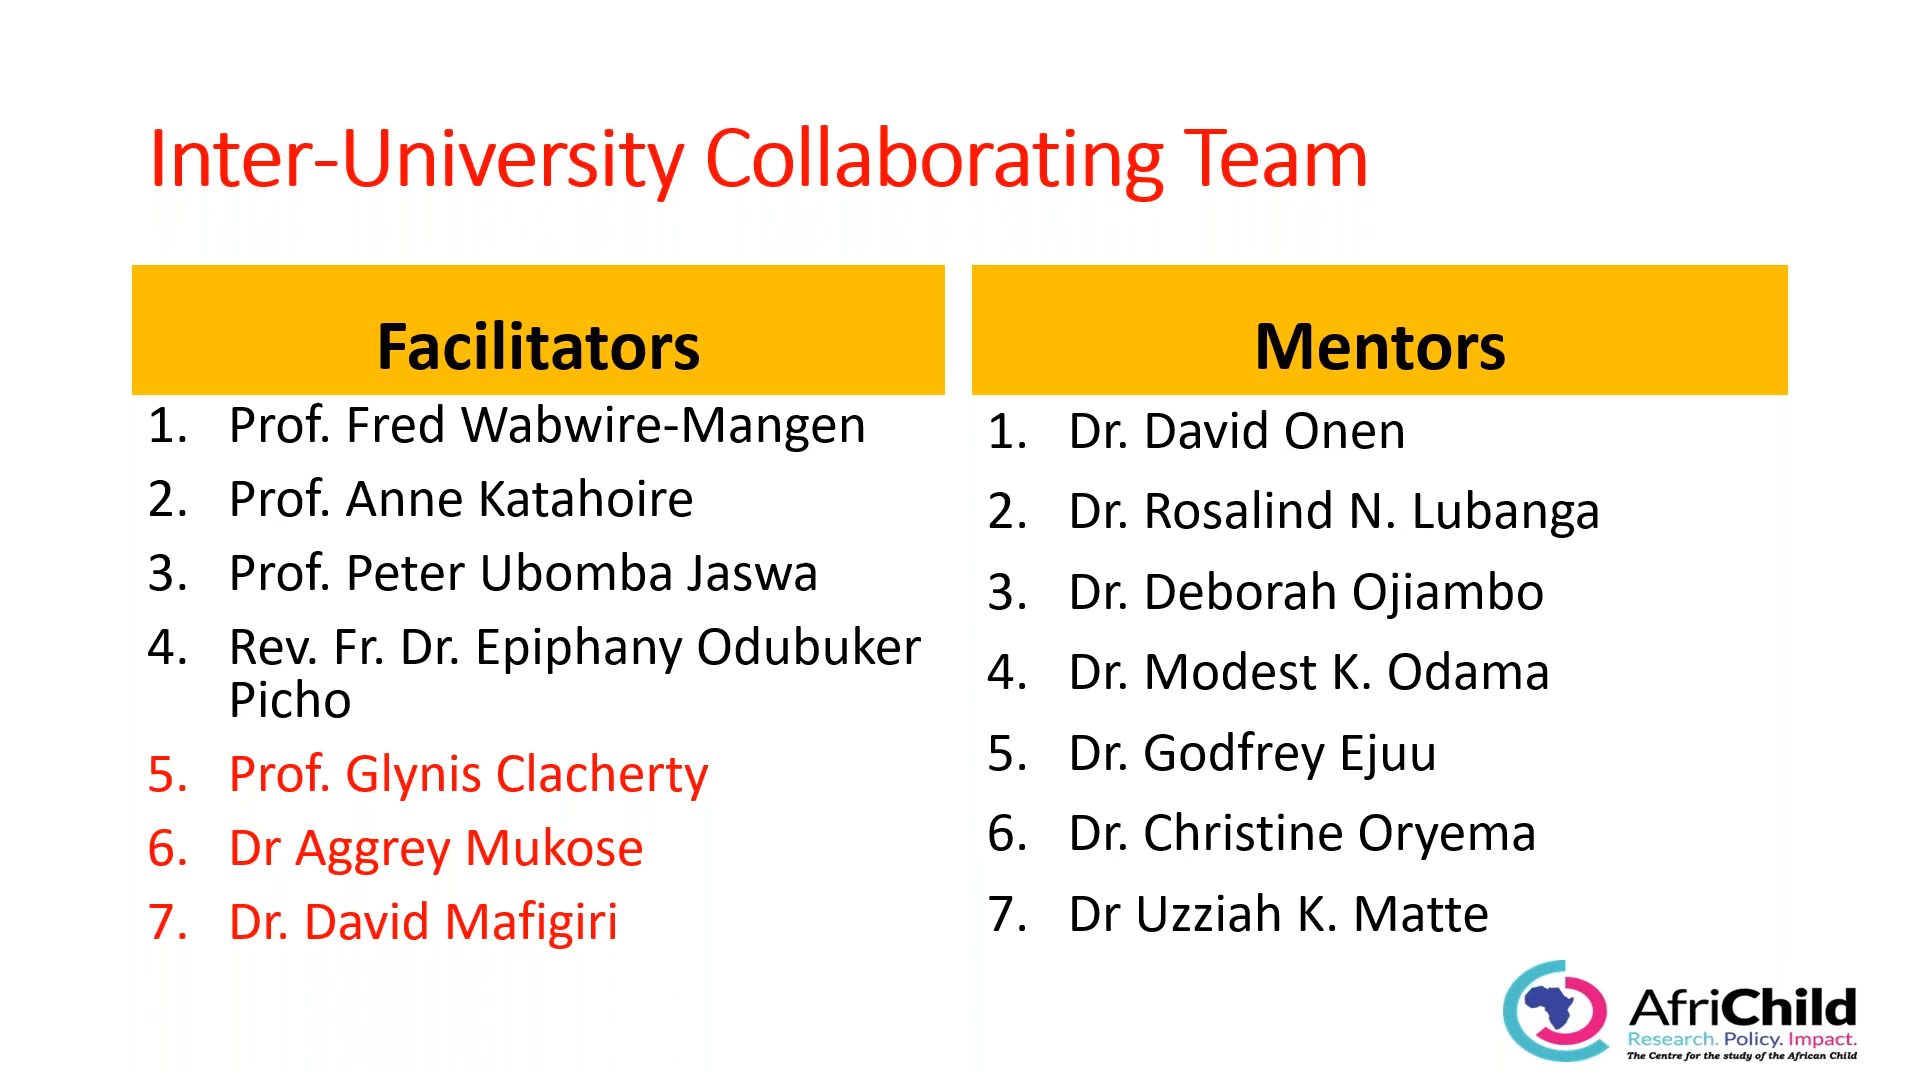 Inter-University Collaborating Team
Facilitators
1. Prof. Fred Wabwire-Mangen
2. Prof. Anne Katahoire
3. Prof. Peter Ubomba Jaswa
4. Rev. Fr. Dr. Epiphany Odubuker
Picho
5. Prof. Glynis Clacherty
6. Dr Aggrey Mukose
7. Dr. David Mafigiri
Mentors
1. Dr. David Onen
2. Dr. Rosalind N. Lubanga
3. Dr. Deborah Ojiambo
4. Dr. Modest K. Odama
5. Dr. Godfrey Ejuu
6. Dr. Christine Oryema
7. Dr Uzziah K. Matte
AfriChild
Research. Policy. Impact.
The Centre for the study of the African Child